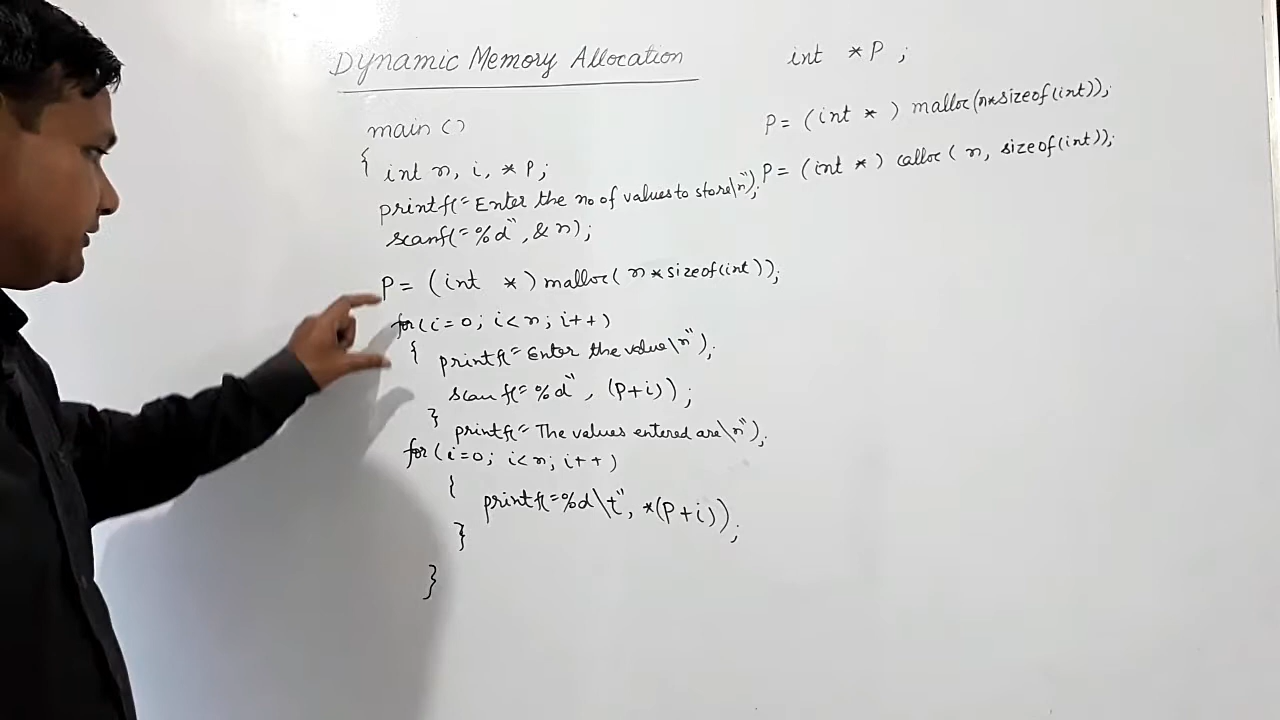 Dynamic Memory Allocation
main ()
{ int n, i, * P;
printf("Enter the no of values to store\n");
scanf("%d", &n);
P = (int *) malloc( n * sizeof(int));
for(i=0; i<n; i++)
{ printf("Enter the value\n");
scanf("%d", (P+i));
}
printf("The values entered are\n");
for(i=0; i<n; i++)
{
printf("%d\t", *(P+i));
}
}
int *P ;
P = (int *) malloc(n*sizeof(int));
P = (int *) calloc( n, sizeof(int));